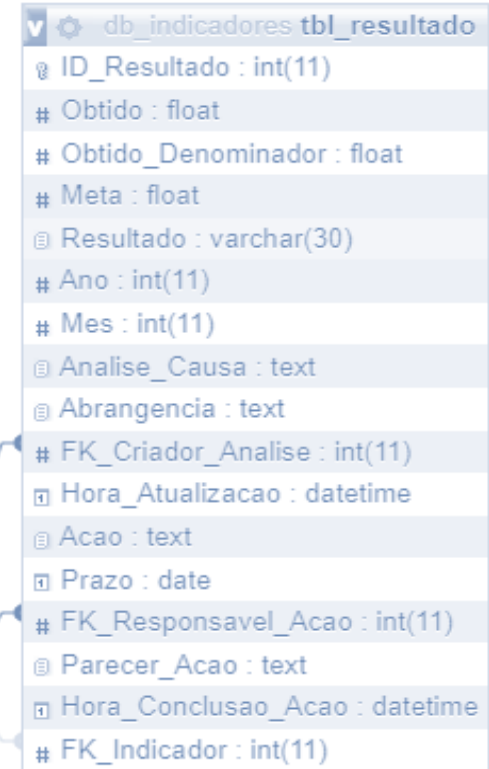 v db_indicadores tbl_resultado
ID_Resultado : int(11)
# Obtido : float
# Obtido_Denominador : float
# Meta : float
Resultado : varchar(30)
# Ano : int(11)
# Mes : int(11)
Analise_Causa : text
Abrangencia : text
# FK_Criador_Analise : int(11)
Hora_Atualizacao : datetime
Acao : text
Prazo : date
# FK_Responsavel_Acao : int(11)
Parecer_Acao : text
Hora_Conclusao_Acao : datetime
# FK_Indicador : int(11)